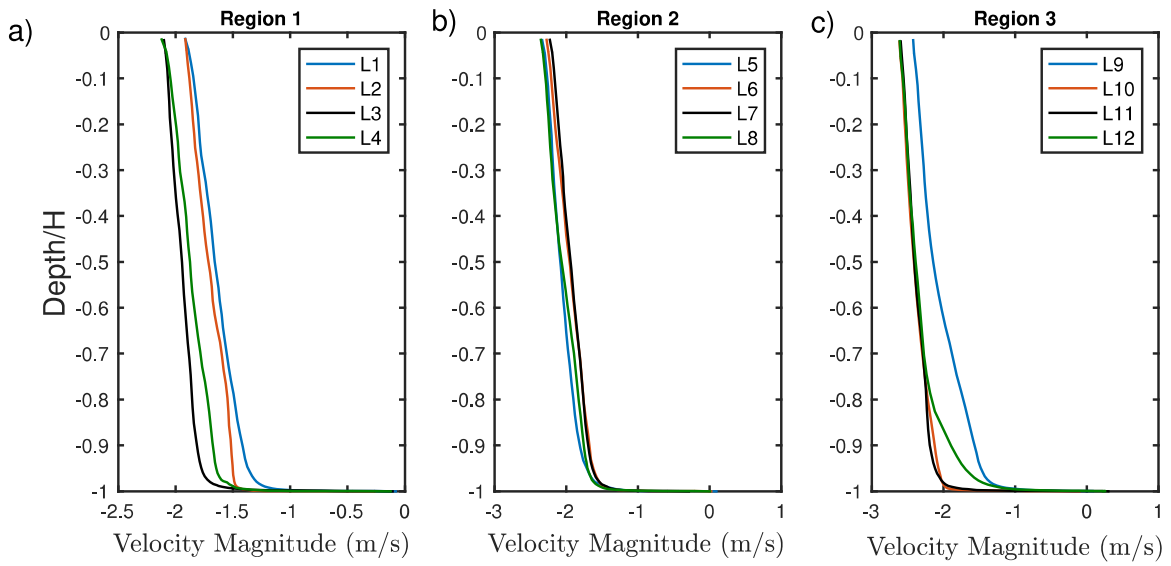 a)
Region 1
0
-0.1
-0.2
-0.3
-0.4
-0.5
-0.6
-0.7
-0.8
-0.9
-1
Depth/H
L1
L2
L3
L4
-2.5 -2 -1.5 -1 -0.5 0
Velocity Magnitude (m/s)
b)
Region 2
0
-0.1
-0.2
-0.3
-0.4
-0.5
-0.6
-0.7
-0.8
-0.9
-1
L5
L6
L7
L8
-3 -2 -1 0 1
Velocity Magnitude (m/s)
c)
Region 3
0
-0.1
-0.2
-0.3
-0.4
-0.5
-0.6
-0.7
-0.8
-0.9
-1
L9
L10
L11
L12
-3 -2 -1 0 1
Velocity Magnitude (m/s)